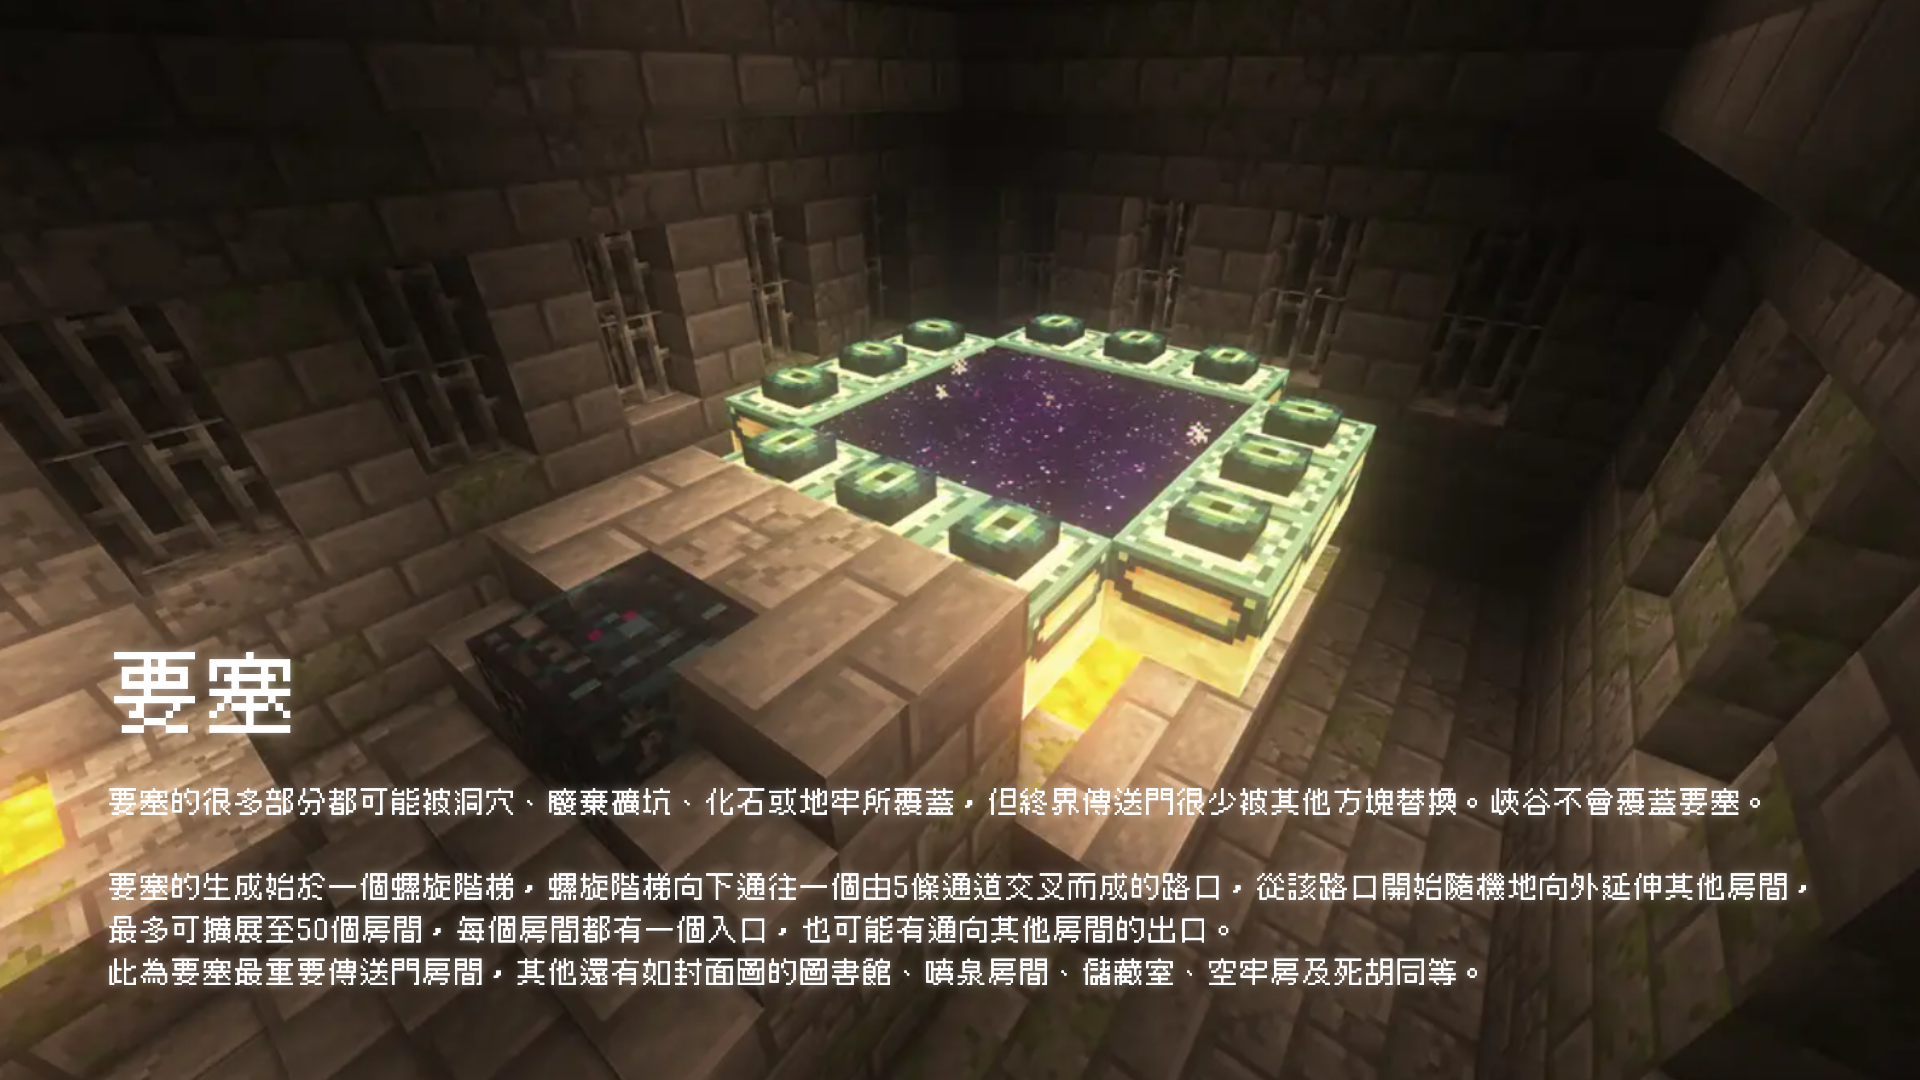 要塞
要塞的很多部分都可能被洞穴、廢棄礦坑、化石或地牢所覆蓋，但終界傳送門很少被其他方塊替換。峽谷不會覆蓋要塞。
要塞的生成始於一個螺旋階梯，螺旋階梯向下通往一個由5條通道交叉而成的路口，從該路口開始隨機地向外延伸其他房間，
最多可擴展至50個房間，每個房間都有一個入口，也可能有通向其他房間的出口。
此為要塞最重要傳送門房間，其他還有如封面圖的圖書館、噴泉房間、儲藏室、空牢房及死胡同等。